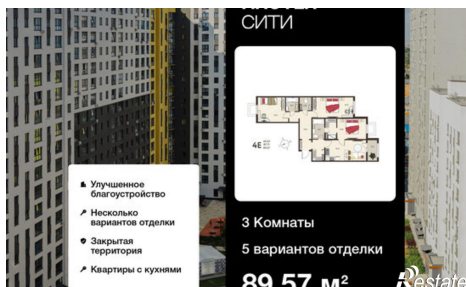 СИТИ
4Е
3 Комнаты
5 вариантов отделки
89,57 м²
Улучшенное
благоустройство
Несколько
вариантов отделки
Закрытая
территория
Квартиры с кухнями
Restate